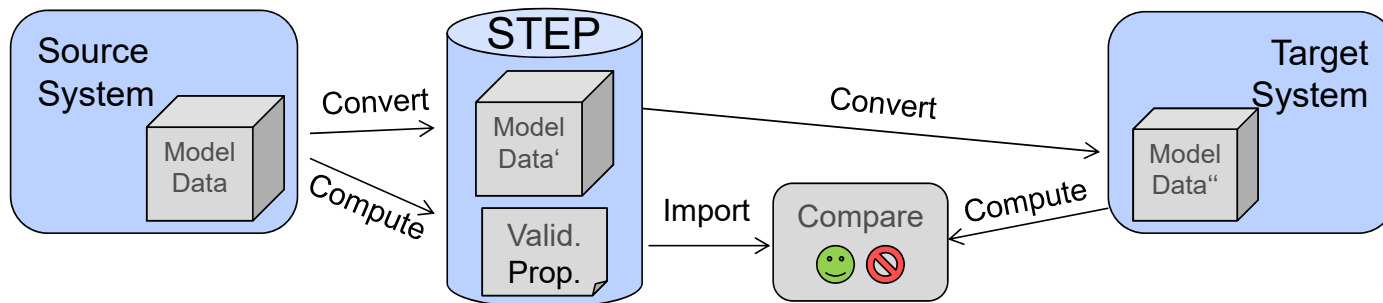 Source
System
Model
Data
Convert
Compute
STEP
Model
Data‘
Valid.
Prop.
Convert
Import
Compare
Compute
Target
System
Model
Data“